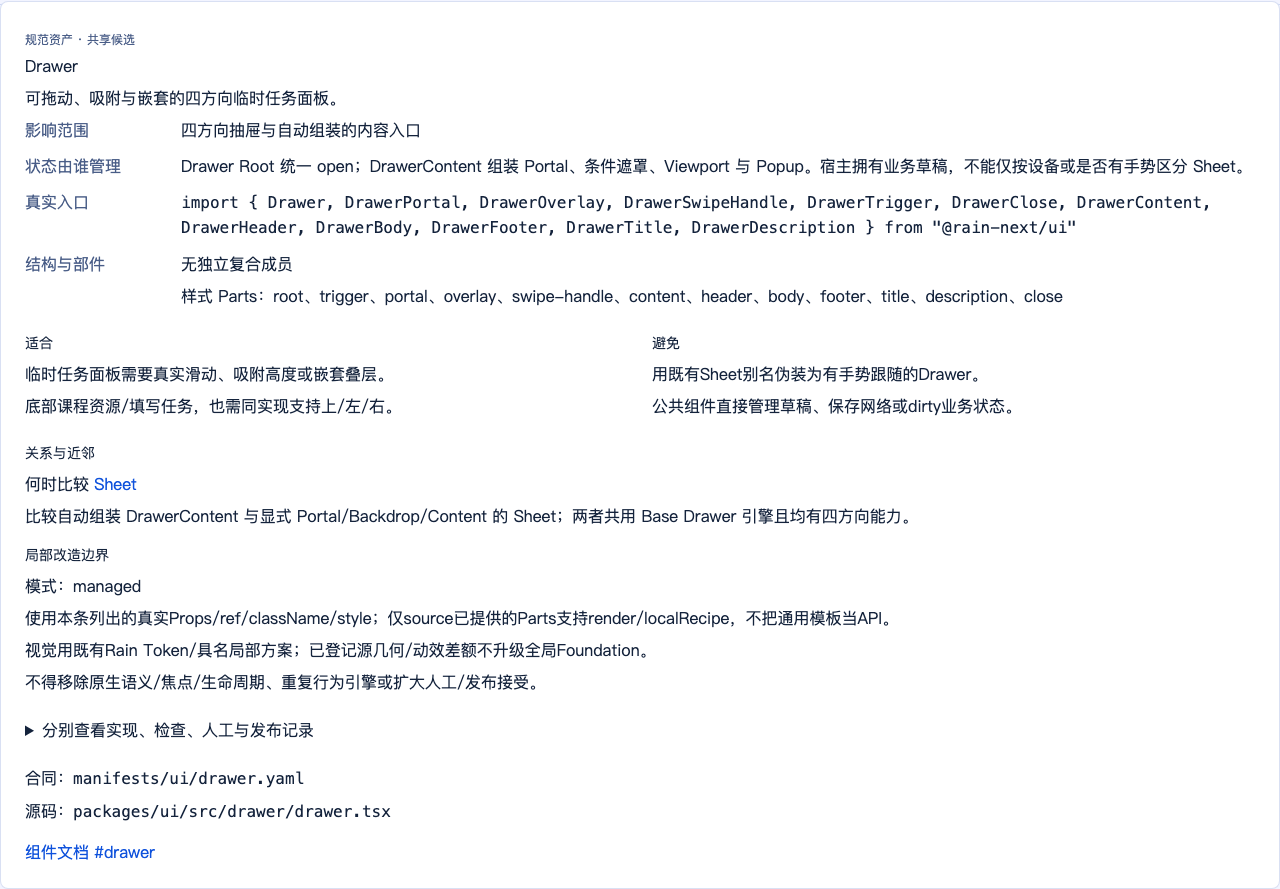 规范资产 · 共享候选
Drawer
可拖动、吸附与嵌套的四方向临时任务面板。
影响范围 四方向抽屉与自动组装的内容入口
状态由谁管理 Drawer Root 统一 open；DrawerContent 组装 Portal、条件遮罩、Viewport 与 Popup。宿主拥有业务草稿，不能仅按设备或是否有手势区分 Sheet。
真实入口 import { Drawer, DrawerPortal, DrawerOverlay, DrawerSwipeHandle, DrawerTrigger, DrawerClose, DrawerContent,
DrawerHeader, DrawerBody, DrawerFooter, DrawerTitle, DrawerDescription } from "@rain-next/ui"
结构与部件 无独立复合成员
样式 Parts：root、trigger、portal、overlay、swipe-handle、content、header、body、footer、title、description、close
适合
临时任务面板需要真实滑动、吸附高度或嵌套叠层。
底部课程资源/填写任务，也需同实现支持上/左/右。
避免
用既有Sheet别名伪装为有手势跟随的Drawer。
公共组件直接管理草稿、保存网络或dirty业务状态。
关系与近邻
何时比较 Sheet
比较自动组装 DrawerContent 与显式 Portal/Backdrop/Content 的 Sheet；两者共用 Base Drawer 引擎且均有四方向能力。
局部改造边界
模式：managed
使用本条列出的真实Props/ref/className/style；仅source已提供的Parts支持render/localRecipe，不把通用模板当API。
视觉用既有Rain Token/具名局部方案；已登记源几何/动效差额不升级全局Foundation。
不得移除原生语义/焦点/生命周期、重复行为引擎或扩大人工/发布接受。
▶ 分别查看实现、检查、人工与发布记录
合同：manifests/ui/drawer.yaml
源码：packages/ui/src/drawer/drawer.tsx
组件文档 #drawer